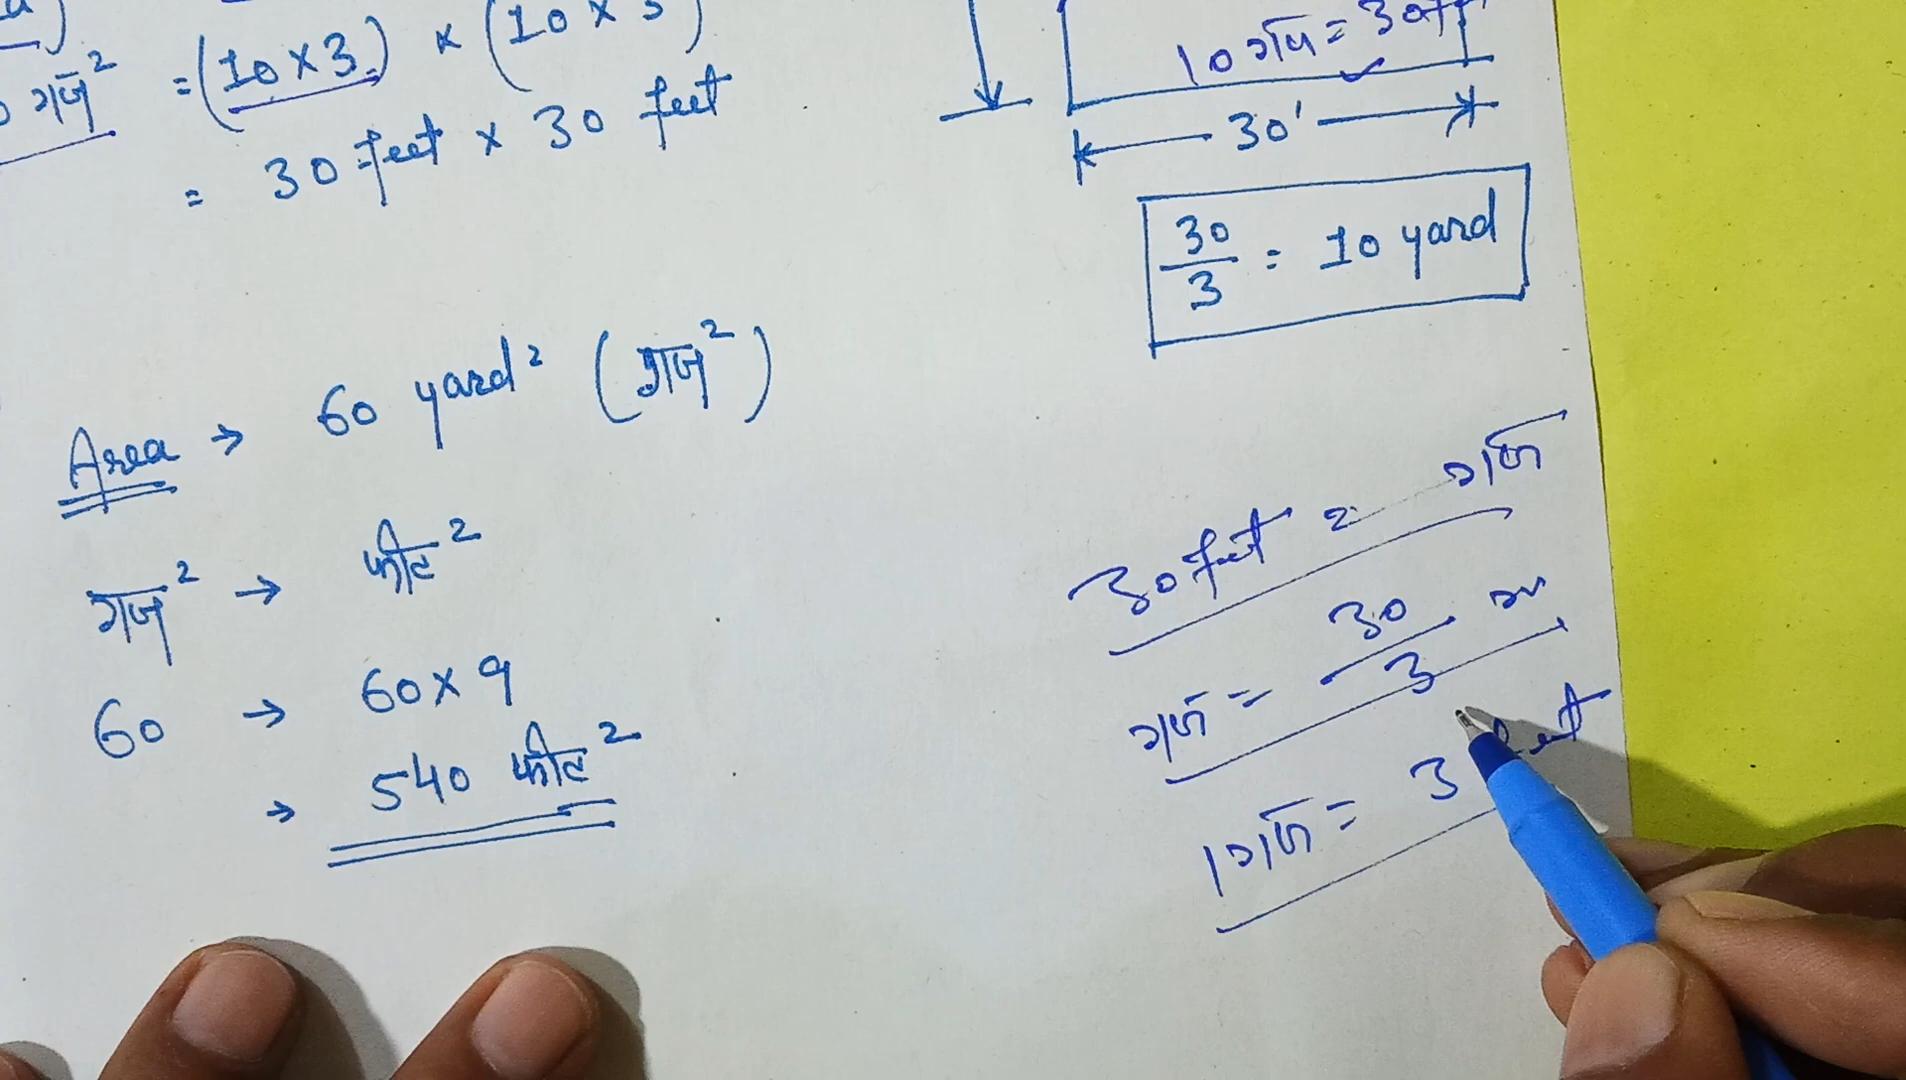 गज² = (10 x 3) x (10 x 3)
= 30 feet x 30 feet
10 गज = 30
30'
30/3 = 10 yard
Area → 60 yard² (गज²)
गज² → फीट²
60 → 60 x 9
→ 540 फीट²
30 feet = गज
गज = 30/3
1 गज = 3